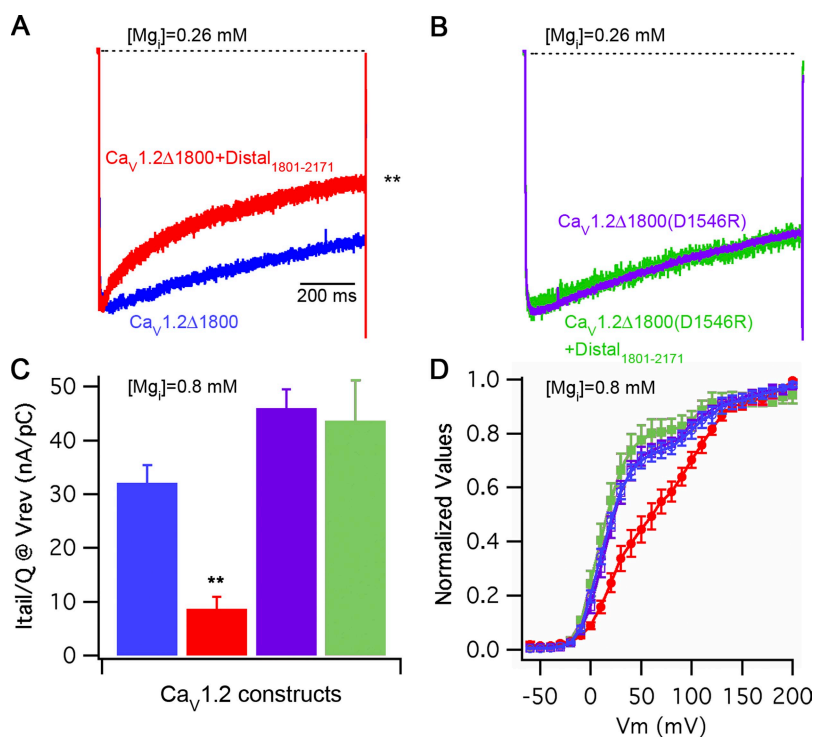 A
[Mgi]=0.26 mM
CaV1.2Δ1800+Distal1801-2171
**
200 ms
CaV1.2Δ1800
B
[Mgi]=0.26 mM
CaV1.2Δ1800(D1546R)
CaV1.2Δ1800(D1546R)
+Distal1801-2171
C
[Mgi]=0.8 mM
Itail/Q @ Vrev (nA/pC)
50
40
30
20
10
0
**
CaV1.2 constructs
D
[Mgi]=0.8 mM
Normalized Values
1.0
0.8
0.6
0.4
0.2
0.0
-50 0 50 100 150 200
Vm (mV)